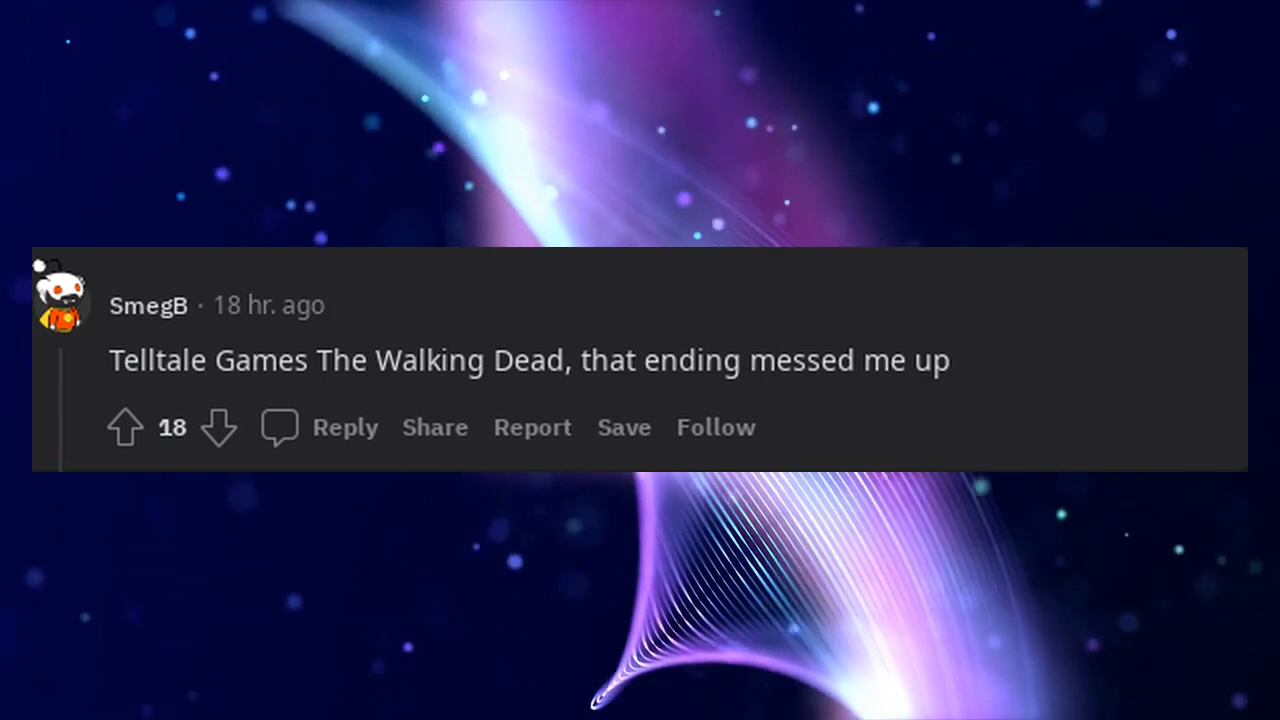 SmegB · 18 hr. ago
Telltale Games The Walking Dead, that ending messed me up
18 Reply Share Report Save Follow